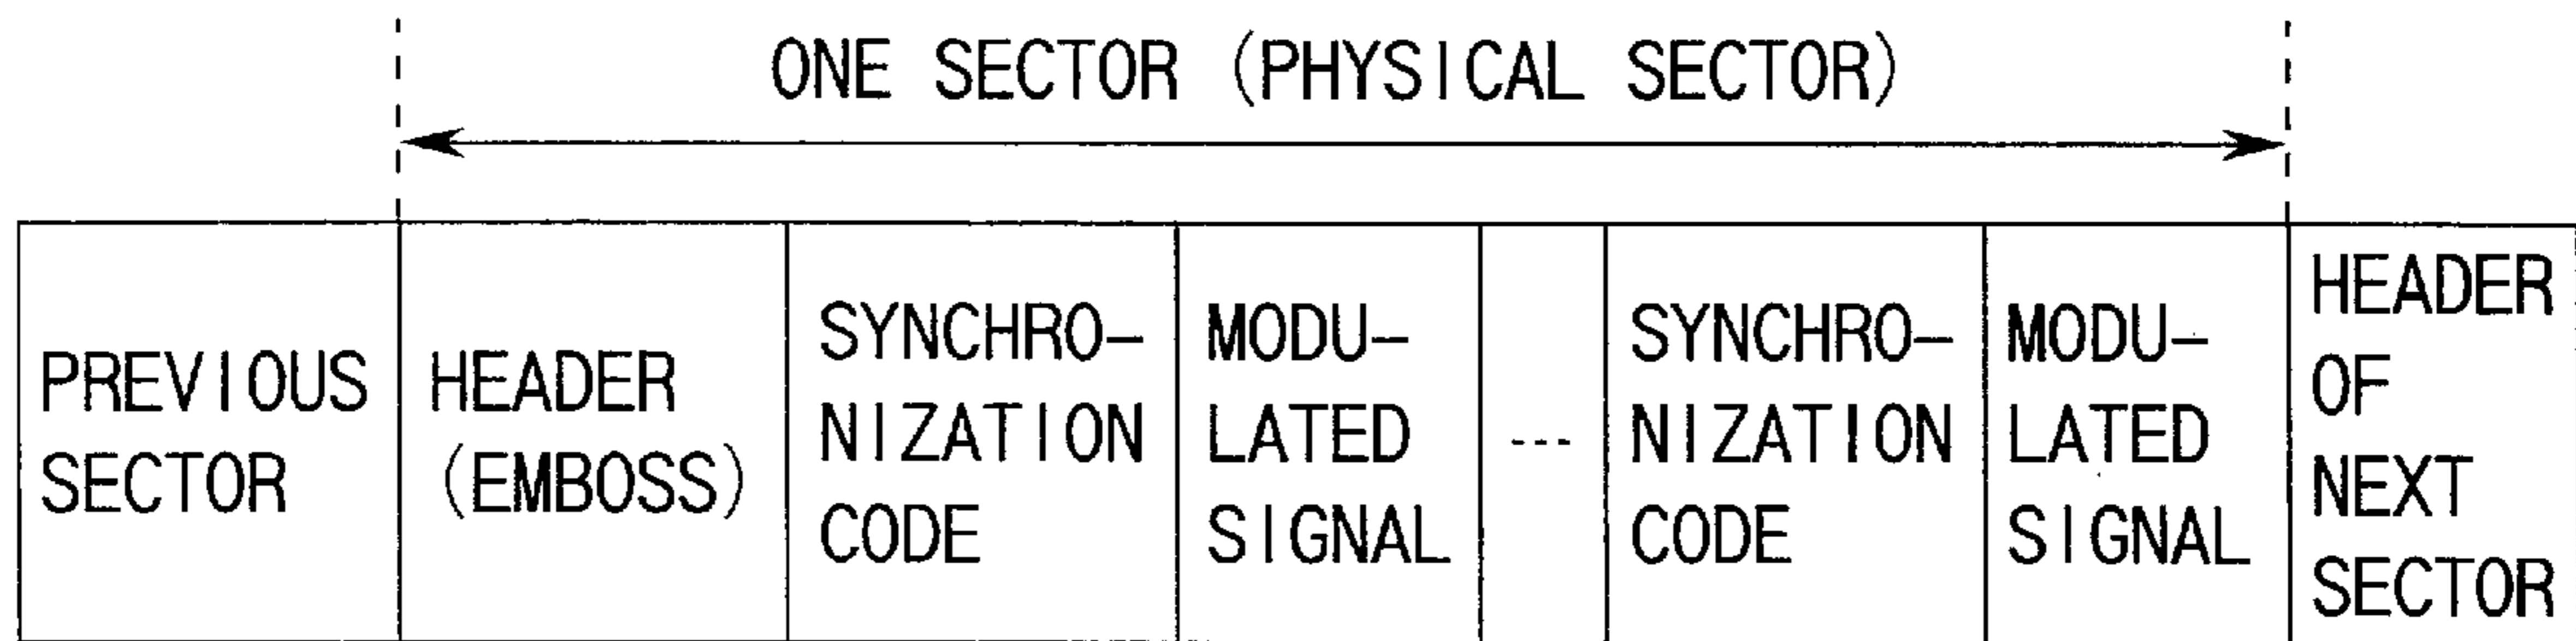 ONE SECTOR (PHYSICAL SECTOR)
PREVIOUS
SECTOR
HEADER
(EMBOSS)
SYNCHRO-
NIZATION
CODE
MODU-
LATED
SIGNAL
---
SYNCHRO-
NIZATION
CODE
MODU-
LATED
SIGNAL
HEADER
OF
NEXT
SECTOR